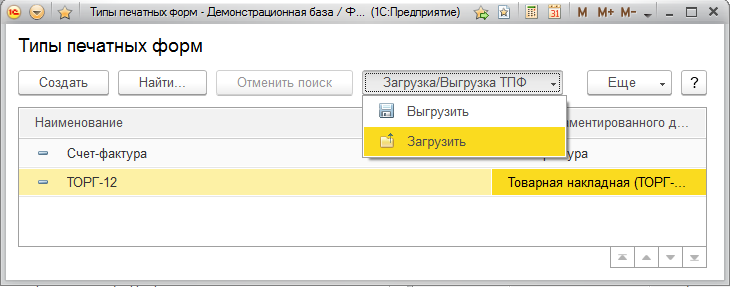 Типы печатных форм - Демонстрационная база / Ф... (1С:Предприятие)
M M+ M-
Типы печатных форм
Создать Найти... Отменить поиск Загрузка/Выгрузка ТПФ Еще ?
Выгрузить
Загрузить
Наименование ментированного д...
Счет-фактура
ТОРГ-12 Товарная накладная (ТОРГ-...